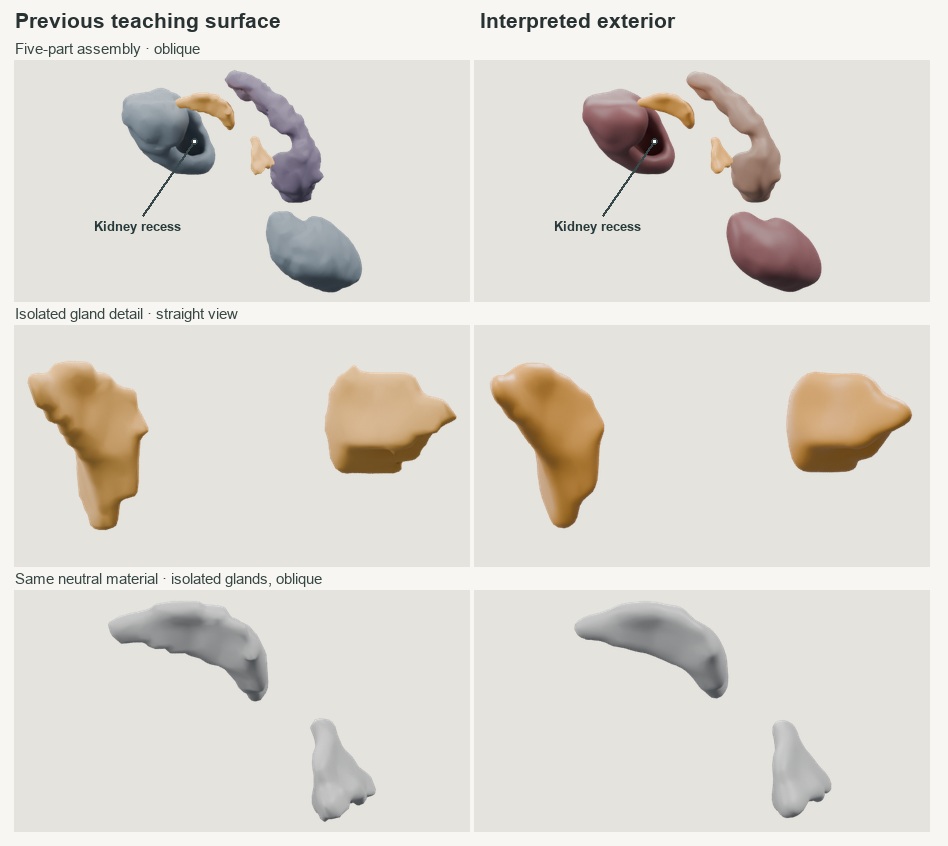 Previous teaching surface
Interpreted exterior
Five-part assembly · oblique
Kidney recess
Kidney recess
Isolated gland detail · straight view
Same neutral material · isolated glands, oblique